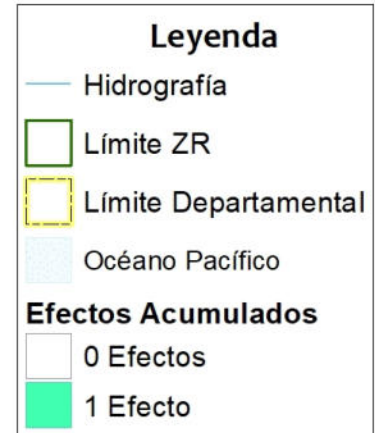 Leyenda
Hidrografía
Límite ZR
Límite Departamental
Océano Pacífico
Efectos Acumulados
0 Efectos
1 Efecto